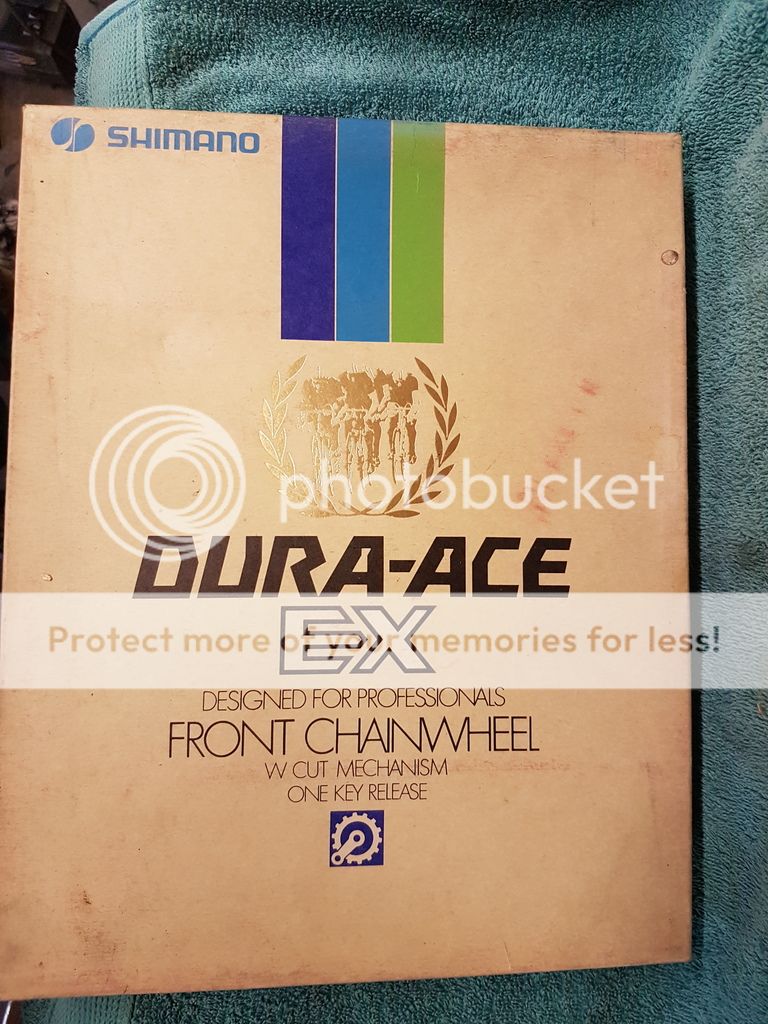 SHIMANO
photobucket
DURA-ACE
Protect more of your memories for less!
EX
DESIGNED FOR PROFESSIONALS
FRONT CHAINWHEEL
W CUT MECHANISM
ONE KEY RELEASE